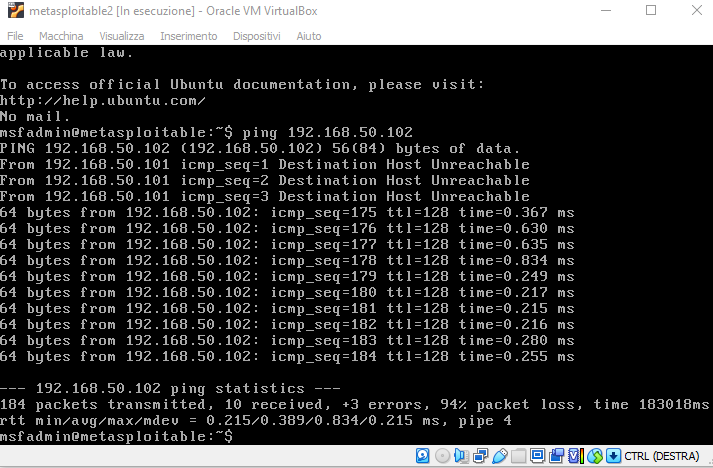 metasploitable2 [In esecuzione] - Oracle VM VirtualBox
File Macchina Visualizza Inserimento Dispositivi Aiuto
applicable law.
To access official Ubuntu documentation, please visit:
http://help.ubuntu.com/
No mail.
msfadmin@metasploitable:~$ ping 192.168.50.102
PING 192.168.50.102 (192.168.50.102) 56(84) bytes of data.
From 192.168.50.101 icmp_seq=1 Destination Host Unreachable
From 192.168.50.101 icmp_seq=2 Destination Host Unreachable
From 192.168.50.101 icmp_seq=3 Destination Host Unreachable
64 bytes from 192.168.50.102: icmp_seq=175 ttl=128 time=0.367 ms
64 bytes from 192.168.50.102: icmp_seq=176 ttl=128 time=0.630 ms
64 bytes from 192.168.50.102: icmp_seq=177 ttl=128 time=0.635 ms
64 bytes from 192.168.50.102: icmp_seq=178 ttl=128 time=0.834 ms
64 bytes from 192.168.50.102: icmp_seq=179 ttl=128 time=0.249 ms
64 bytes from 192.168.50.102: icmp_seq=180 ttl=128 time=0.217 ms
64 bytes from 192.168.50.102: icmp_seq=181 ttl=128 time=0.215 ms
64 bytes from 192.168.50.102: icmp_seq=182 ttl=128 time=0.216 ms
64 bytes from 192.168.50.102: icmp_seq=183 ttl=128 time=0.280 ms
64 bytes from 192.168.50.102: icmp_seq=184 ttl=128 time=0.255 ms
--- 192.168.50.102 ping statistics ---
184 packets transmitted, 10 received, +3 errors, 94% packet loss, time 183018ms
rtt min/avg/max/mdev = 0.215/0.389/0.834/0.215 ms, pipe 4
msfadmin@metasploitable:~$
CTRL (DESTRA)